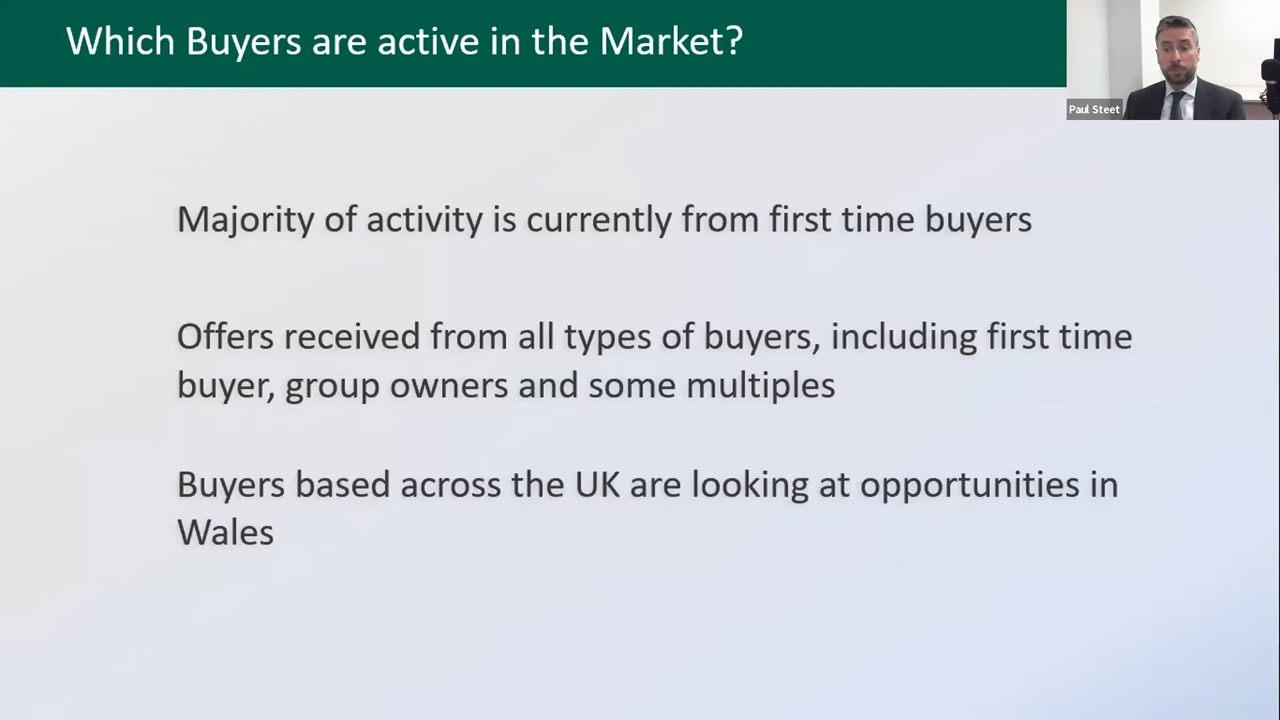 Which Buyers are active in the Market?
Paul Steet
Majority of activity is currently from first time buyers
Offers received from all types of buyers, including first time
buyer, group owners and some multiples
Buyers based across the UK are looking at opportunities in
Wales